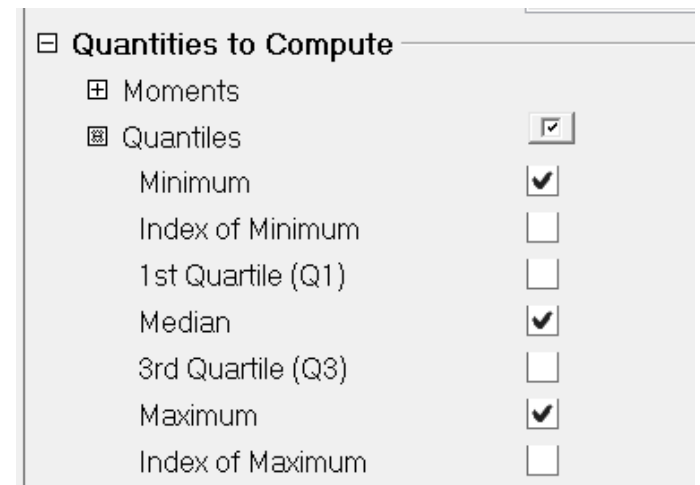 Quantities to Compute
Moments
Quantiles
Minimum
Index of Minimum
1st Quartile (Q1)
Median
3rd Quartile (Q3)
Maximum
Index of Maximum